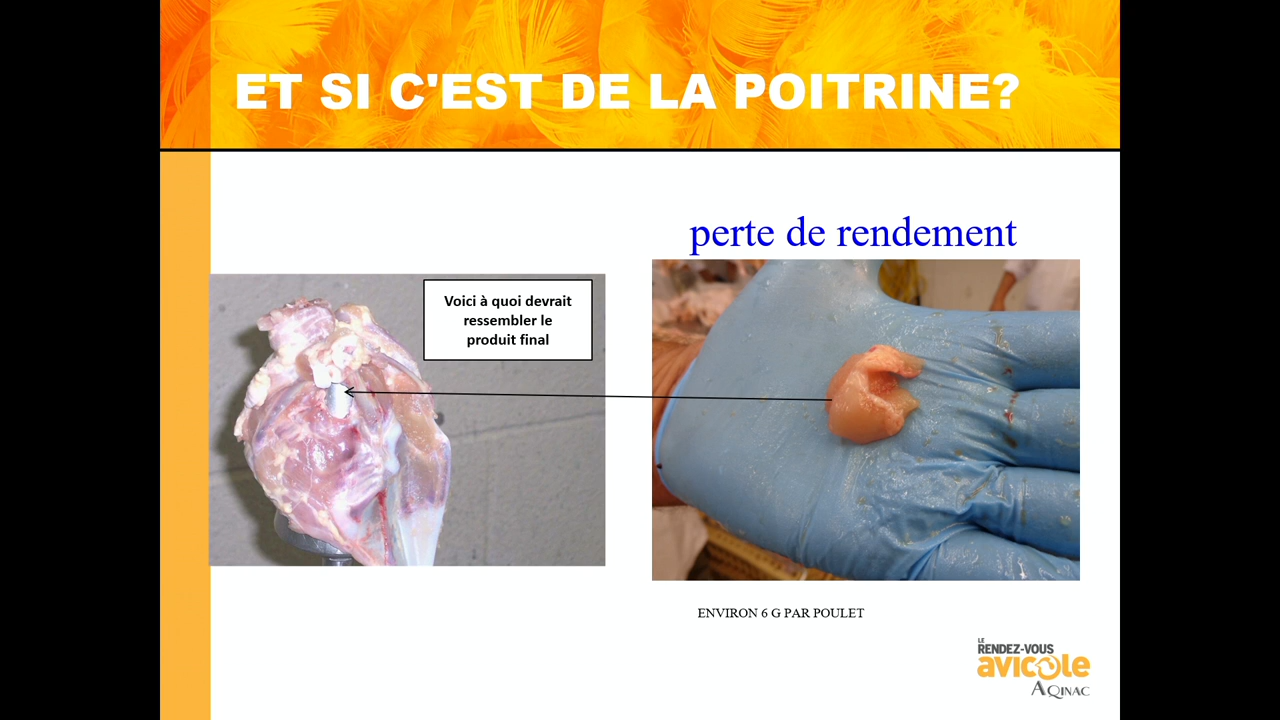 ET SI C'EST DE LA POITRINE?
perte de rendement
Voici à quoi devrait
ressembler le
produit final
ENVIRON 6 G PAR POULET
LE
RENDEZ-VOUS
avicole
AQINAC